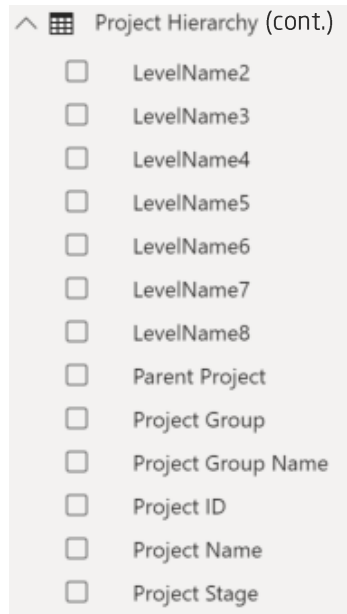 Project Hierarchy (cont.)
LevelName2
LevelName3
LevelName4
LevelName5
LevelName6
LevelName7
LevelName8
Parent Project
Project Group
Project Group Name
Project ID
Project Name
Project Stage